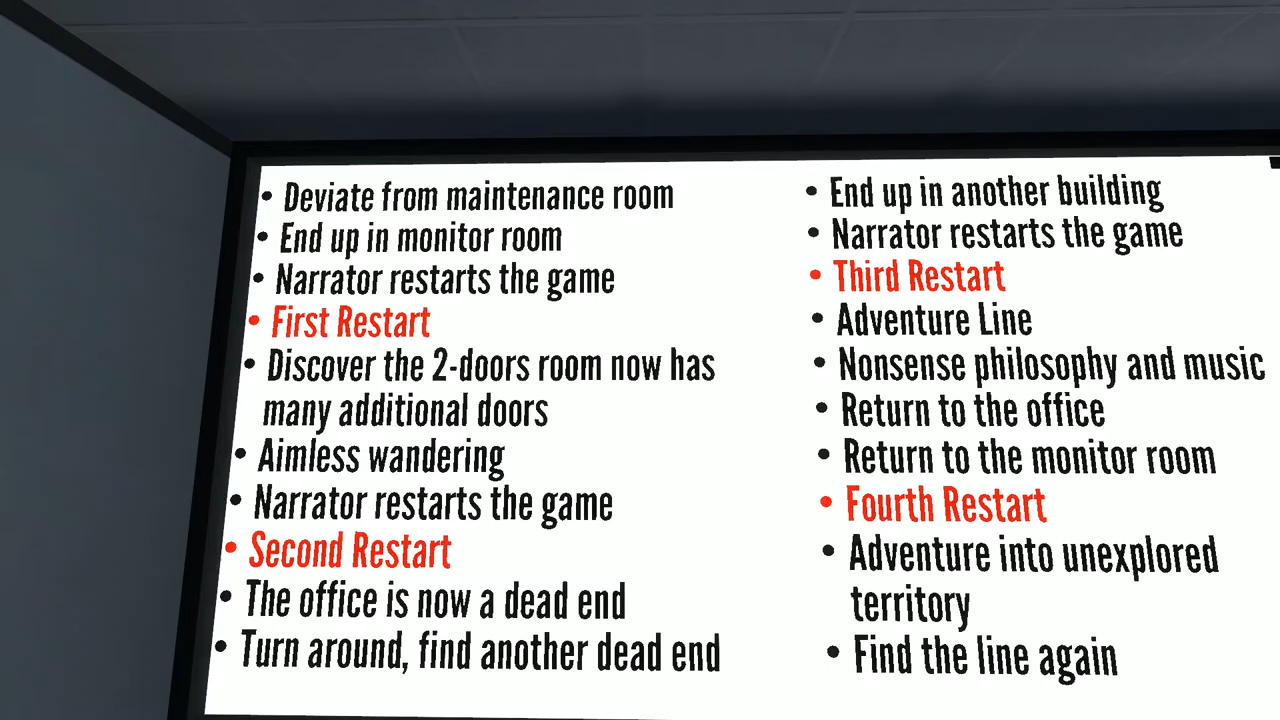 • Deviate from maintenance room
• End up in monitor room
• Narrator restarts the game
• First Restart
• Discover the 2-doors room now has
many additional doors
• Aimless wandering
• Narrator restarts the game
• Second Restart
• The office is now a dead end
• Turn around, find another dead end
• End up in another building
• Narrator restarts the game
• Third Restart
• Adventure Line
• Nonsense philosophy and music
• Return to the office
• Return to the monitor room
• Fourth Restart
• Adventure into unexplored
territory
• Find the line again